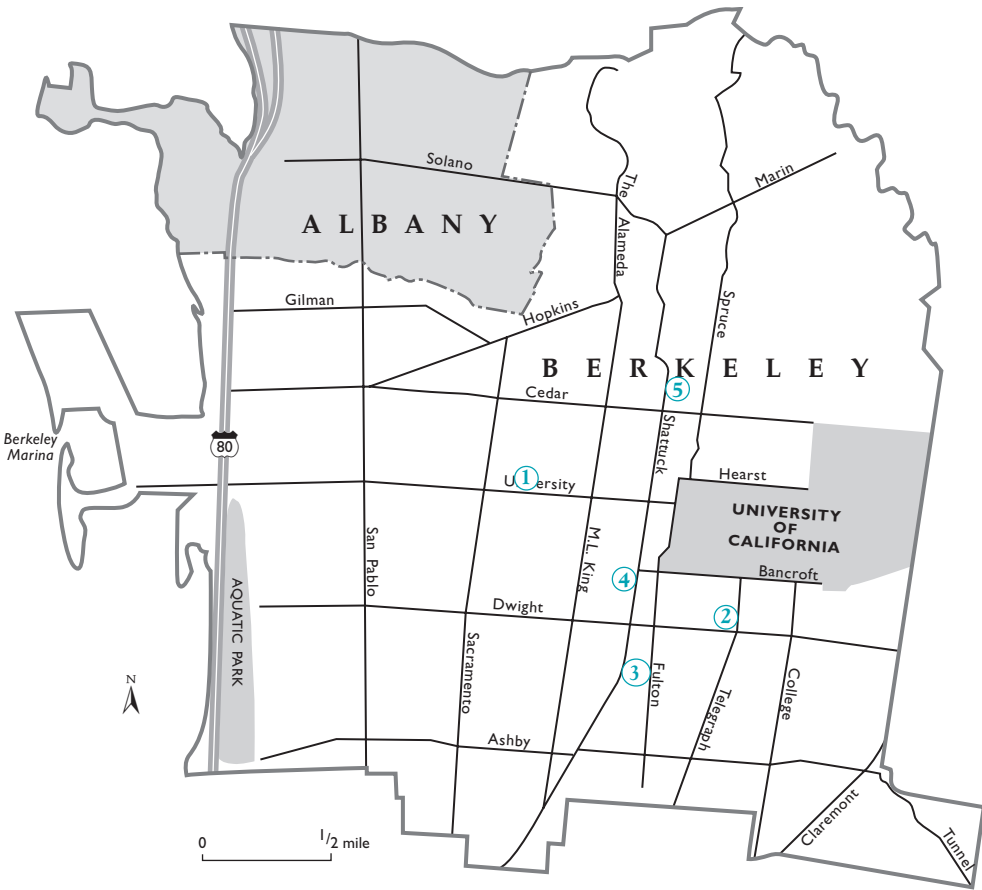 Solano
The
Alameda
Marin
ALBANY
Gilman
Hopkins
Spruce
BERKELEY
5
Cedar
Shattuck
Berkeley
Marina
80
1
University
Hearst
UNIVERSITY
OF
CALIFORNIA
San Pablo
M.L. King
4
Bancroft
AQUATIC PARK
Dwight
2
Sacramento
3
Fulton
Telegraph
College
N
Ashby
Claremont
Tunnel
0
1/2 mile